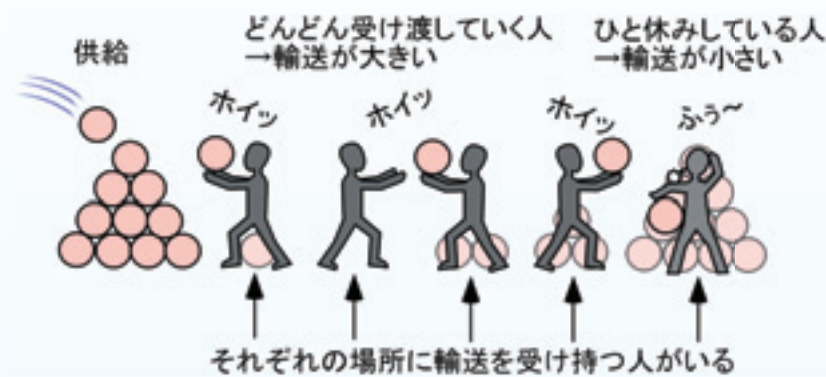 供給
どんどん受け渡していく人
→輸送が大きい
ひと休みしている人
→輸送が小さい
ホイッ
ホイッ
ホイッ
ふぅ～
それぞれの場所に輸送を受け持つ人がいる